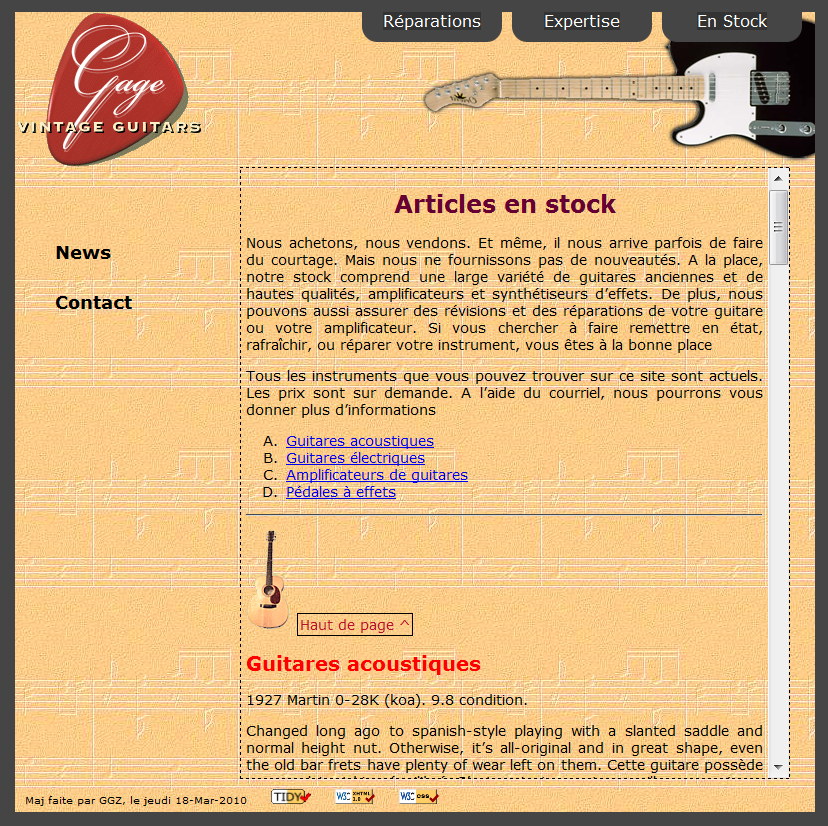 Réparations
Expertise
En Stock
Gage
VINTAGE GUITARS
News
Contact
Articles en stock
Nous achetons, nous vendons. Et même, il nous arrive parfois de faire
du courtage. Mais nous ne fournissons pas de nouveautés. A la place,
notre stock comprend une large variété de guitares anciennes et de
hautes qualités, amplificateurs et synthétiseurs d’effets. De plus, nous
pouvons aussi assurer des révisions et des réparations de votre guitare
ou votre amplificateur. Si vous chercher à faire remettre en état,
rafraîchir, ou réparer votre instrument, vous êtes à la bonne place
Tous les instruments que vous pouvez trouver sur ce site sont actuels.
Les prix sont sur demande. A l’aide du courriel, nous pourrons vous
donner plus d’informations
A. Guitares acoustiques
B. Guitares électriques
C. Amplificateurs de guitares
D. Pédales à effets
Haut de page ^
Guitares acoustiques
1927 Martin 0-28K (koa). 9.8 condition.
Changed long ago to spanish-style playing with a slanted saddle and
normal height nut. Otherwise, it’s all-original and in great shape, even
the old bar frets have plenty of wear left on them. Cette guitare possède
Maj faite par GGZ, le jeudi 18-Mar-2010
TIDY
W3C XHTML 1.0
W3C css